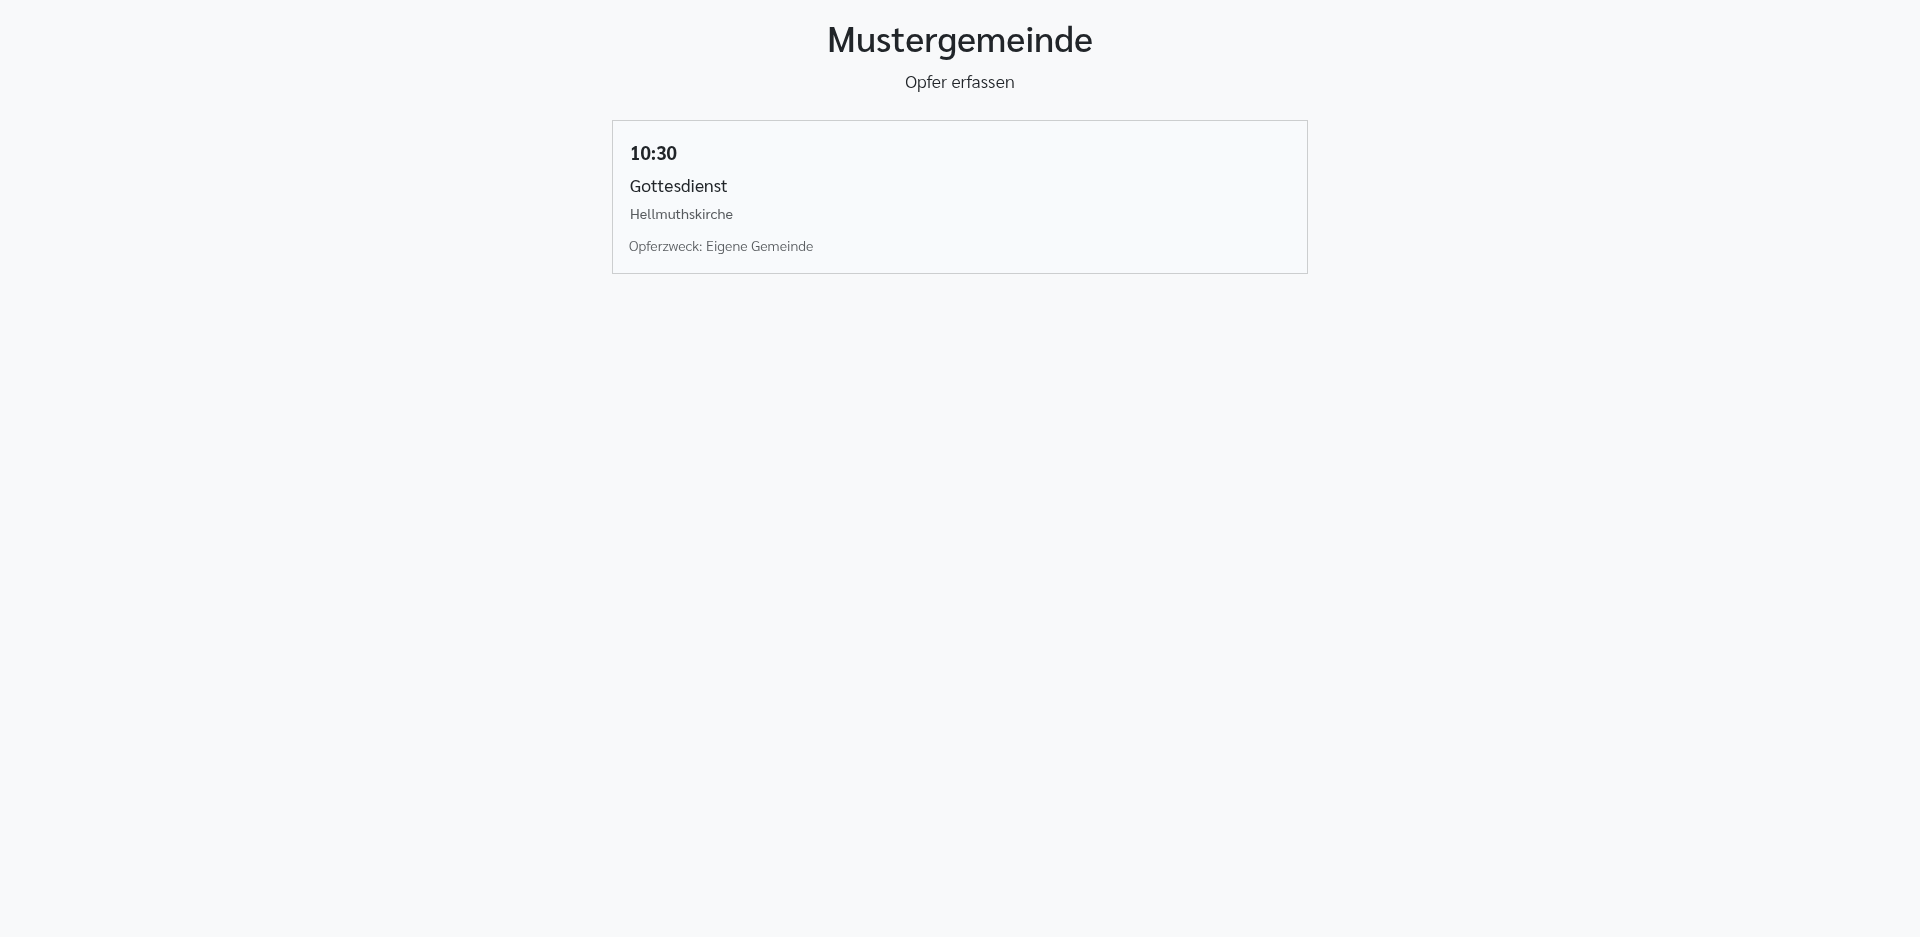 Mustergemeinde
Opfer erfassen
10:30
Gottesdienst
Hellmuthskirche
Opferzweck: Eigene Gemeinde